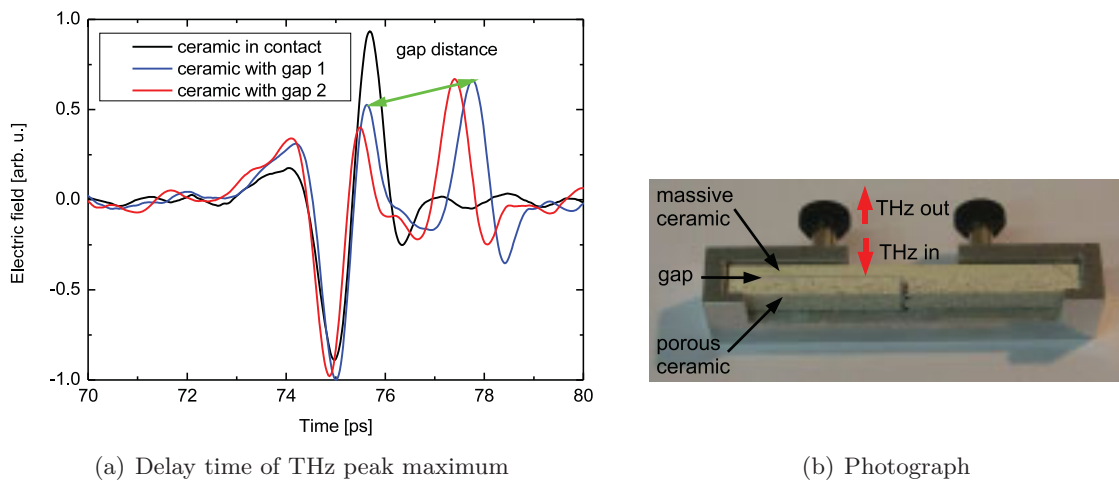 1.0
0.5
0.0
-0.5
-1.0
Electric field [arb. u.]
ceramic in contact
ceramic with gap 1
ceramic with gap 2
gap distance
70 72 74 76 78 80
Time [ps]
(a) Delay time of THz peak maximum
massive
ceramic
THz out
THz in
gap
porous
ceramic
(b) Photograph